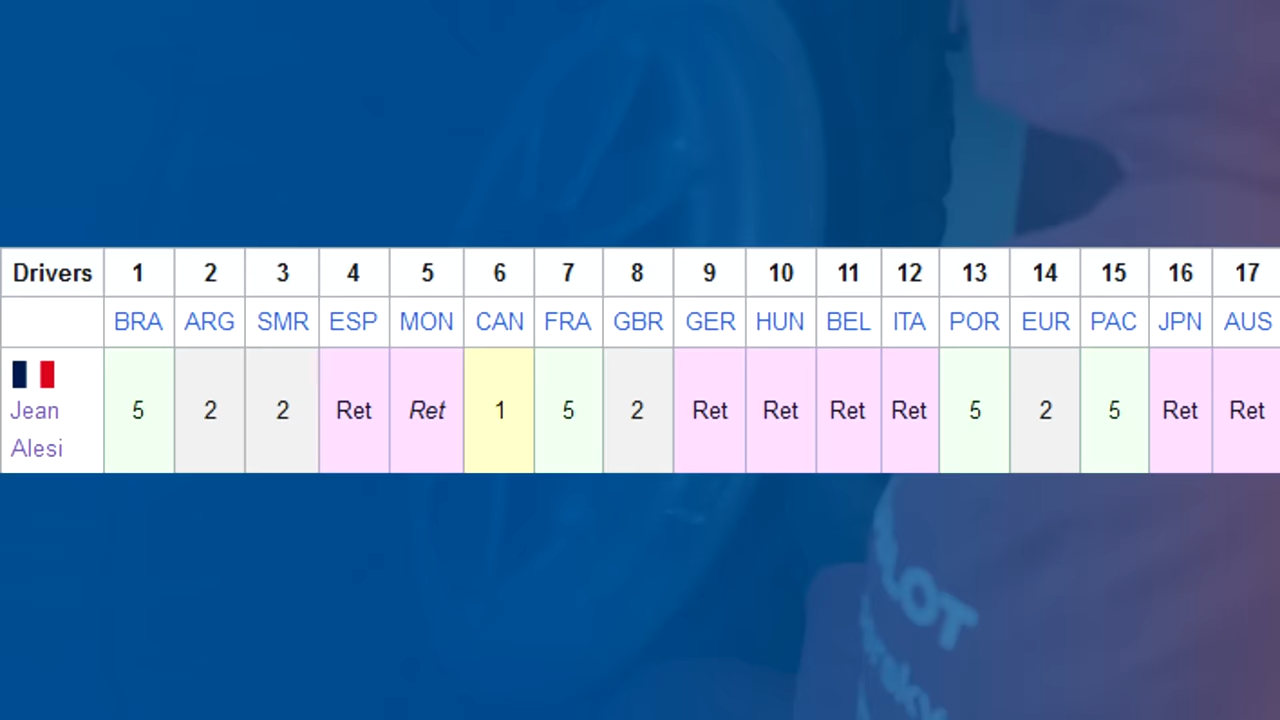 Drivers 1 2 3 4 5 6 7 8 9 10 11 12 13 14 15 16 17
BRA ARG SMR ESP MON CAN FRA GBR GER HUN BEL ITA POR EUR PAC JPN AUS
Jean
Alesi
5 2 2 Ret Ret 1 5 2 Ret Ret Ret Ret 5 2 5 Ret Ret